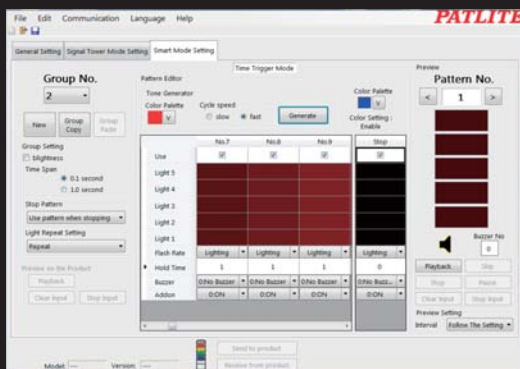 File Edit Communication Language Help
PATLITE
General Setting Signal Tower Mode Setting Smart Mode Setting
Time Trigger Mode
Preview
Group No.
Pattern Editor
Pattern No.
2
Tone Generator
Color Palette
Color Palette
Cycle speed
< 1 >
V
slow
fast
Generate
V
New
Group Copy
Group Paste
Color Setting :
Enable
Group Setting
blightness
No.7 No.8 No.9 Stop
Use
Time Span
0.1 second
1.0 second
Light 5
Light 4
Light 3
Light 2
Light 1
Stop Pattern
Use pattern when stopping
Light Repeat Setting
Repeat
Flash Rate Lighting Lighting Lighting Lighting
Hold Time 1 1 1 0
Buzzer 0:No Buzzer 0:No Buzzer 0:No Buzzer 0:No Buzz...
Addon 0:ON 0:ON 0:ON 0:ON
Buzzer No
0
Playback Skip
Stop Pause
Clear Input Stop Input
Preview on the Product
Playback
Clear Input Stop Input
Preview Setting
Interval Follow The Setting
Send to product
Receive from product
Model: --- Version: ---